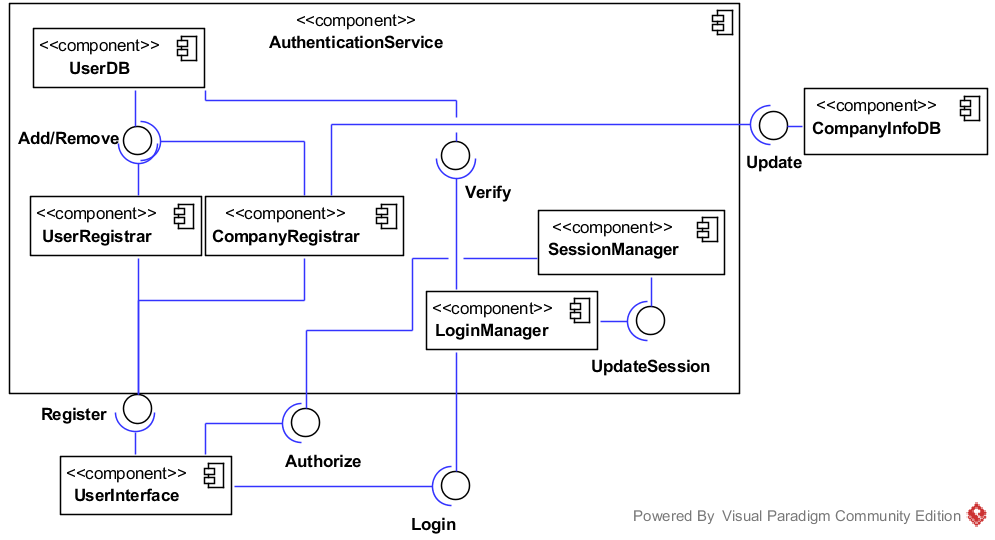 <<component>>
AuthenticationService
<<component>>
UserDB
<<component>>
CompanyInfoDB
Add/Remove
Update
Verify
<<component>>
UserRegistrar
<<component>>
CompanyRegistrar
<<component>>
SessionManager
<<component>>
LoginManager
UpdateSession
Register
Authorize
<<component>>
UserInterface
Login
Powered By Visual Paradigm Community Edition